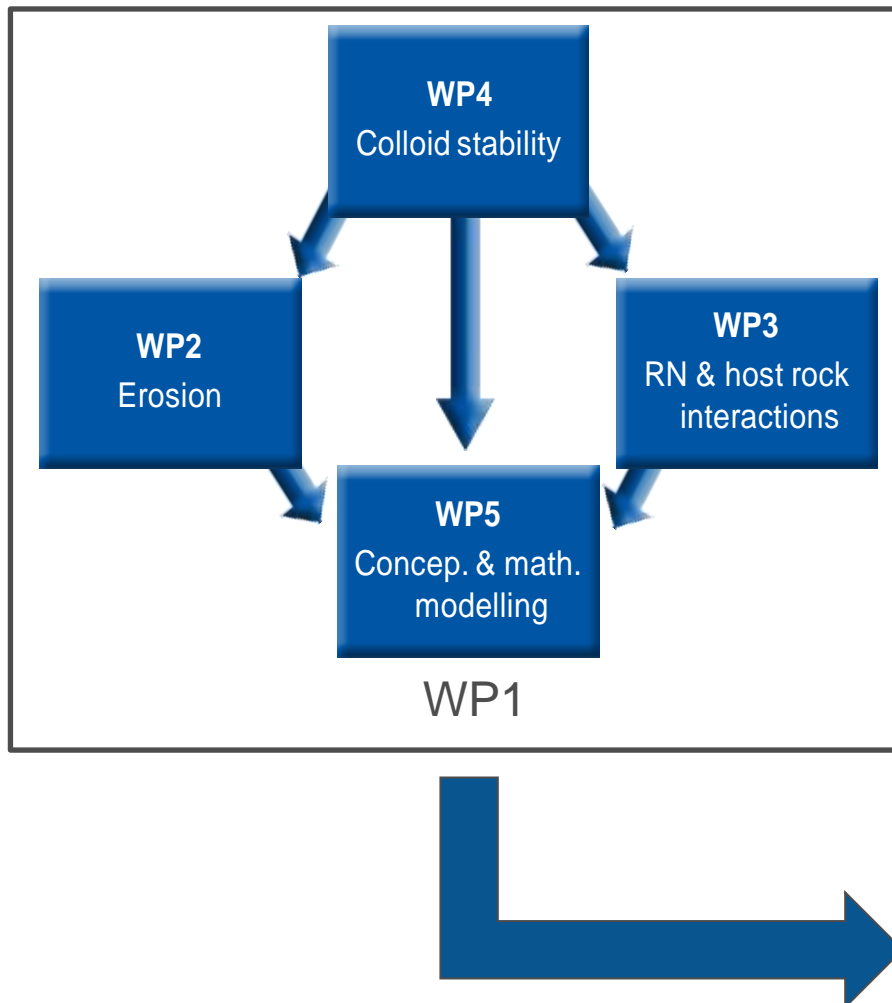 WP4
Colloid stability
WP2
Erosion
WP3
RN & host rock
interactions
WP5
Concep. & math.
modelling
WP1